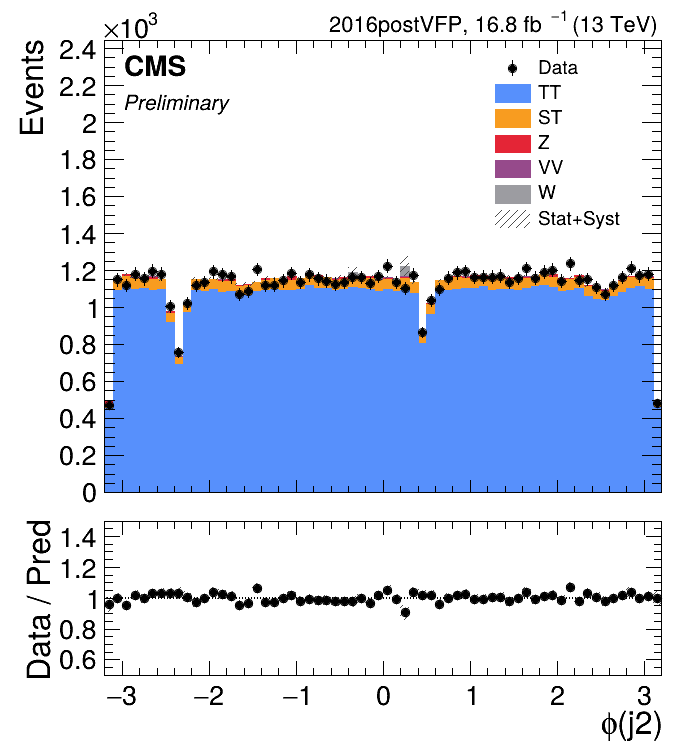 ×10³
2016postVFP, 16.8 fb⁻¹ (13 TeV)
Events
2.4
2.2
2
1.8
1.6
1.4
1.2
1
0.8
0.6
0.4
0.2
0
CMS
Preliminary
Data
TT
ST
Z
VV
W
Stat+Syst
Data / Pred
1.4
1.2
1
0.8
0.6
−3 −2 −1 0 1 2 3
ϕ(j2)